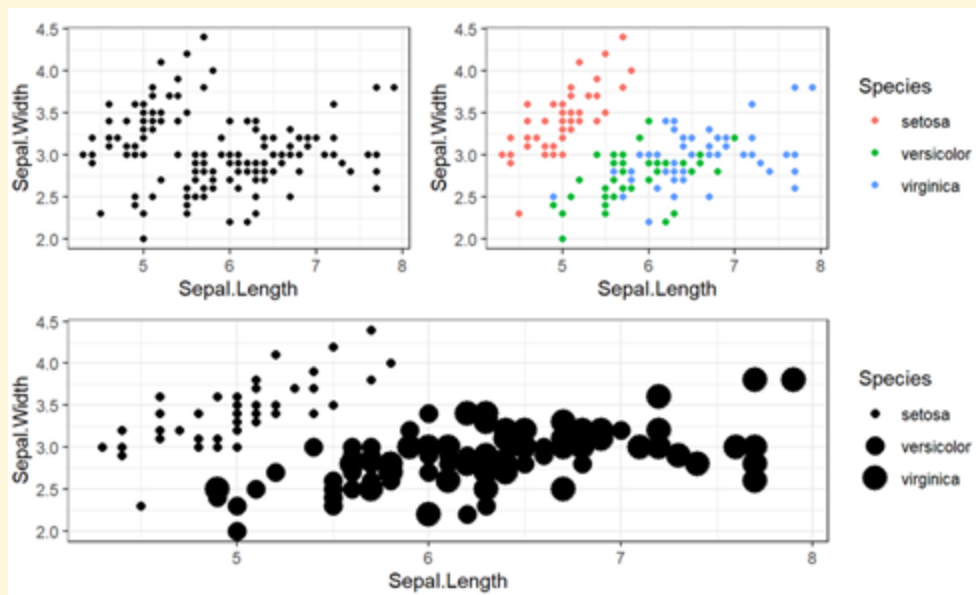 4.5
4.0
3.5
3.0
2.5
2.0
Sepal.Width
5 6 7 8
Sepal.Length
4.5
4.0
3.5
3.0
2.5
2.0
Sepal.Width
5 6 7 8
Sepal.Length
Species
setosa
versicolor
virginica
4.5
4.0
3.5
3.0
2.5
2.0
Sepal.Width
5 6 7 8
Sepal.Length
Species
setosa
versicolor
virginica